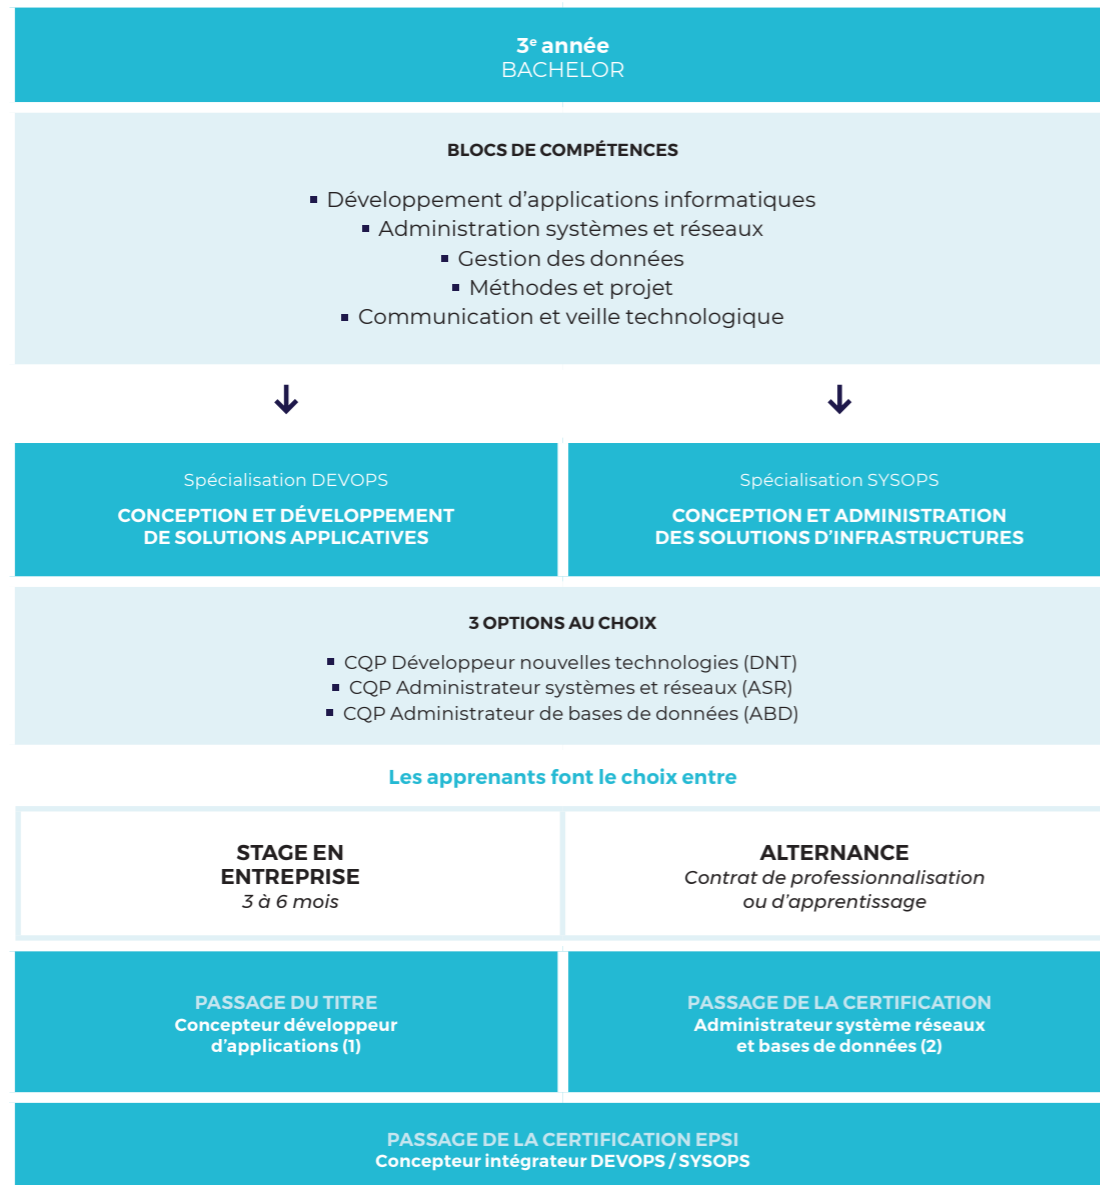 3e année
BACHELOR
BLOCS DE COMPÉTENCES
▪ Développement d’applications informatiques
▪ Administration systèmes et réseaux
▪ Gestion des données
▪ Méthodes et projet
▪ Communication et veille technologique
Spécialisation DEVOPS
CONCEPTION ET DÉVELOPPEMENT
DE SOLUTIONS APPLICATIVES
Spécialisation SYSOPS
CONCEPTION ET ADMINISTRATION
DES SOLUTIONS D’INFRASTRUCTURES
3 OPTIONS AU CHOIX
▪ CQP Développeur nouvelles technologies (DNT)
▪ CQP Administrateur systèmes et réseaux (ASR)
▪ CQP Administrateur de bases de données (ABD)
Les apprenants font le choix entre
STAGE EN
ENTREPRISE
3 à 6 mois
ALTERNANCE
Contrat de professionnalisation
ou d’apprentissage
PASSAGE DU TITRE
Concepteur développeur
d’applications (1)
PASSAGE DE LA CERTIFICATION
Administrateur système réseaux
et bases de données (2)
PASSAGE DE LA CERTIFICATION EPSI
Concepteur intégrateur DEVOPS / SYSOPS